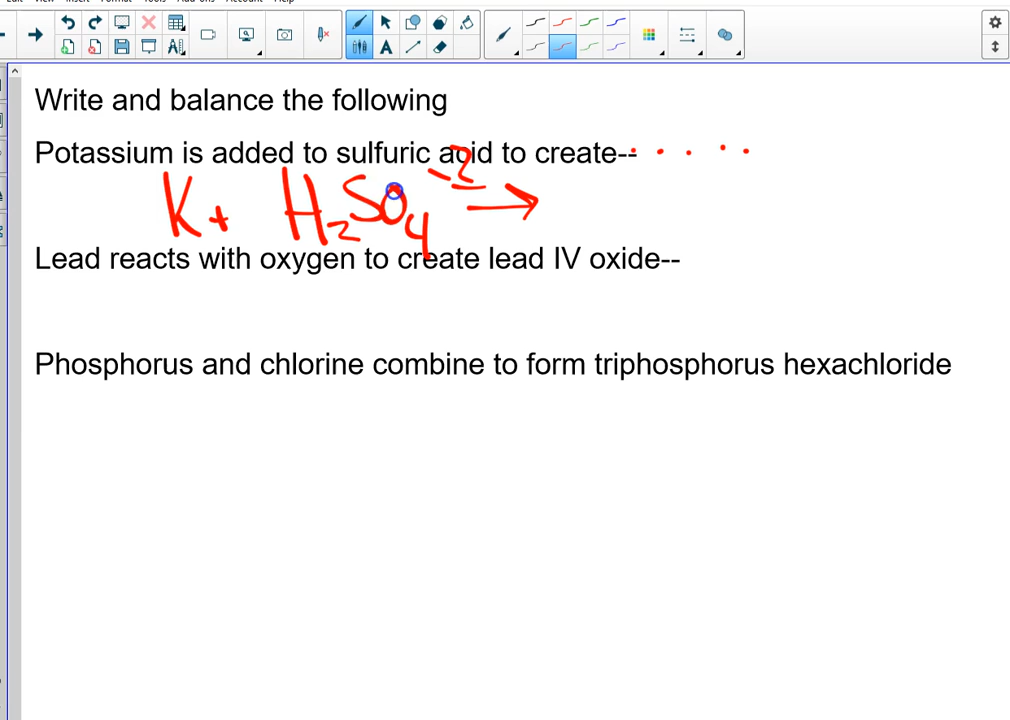 Write and balance the following
Potassium is added to sulfuric acid to create--
K + H2SO4 -2 →
Lead reacts with oxygen to create lead IV oxide--
Phosphorus and chlorine combine to form triphosphorus hexachloride